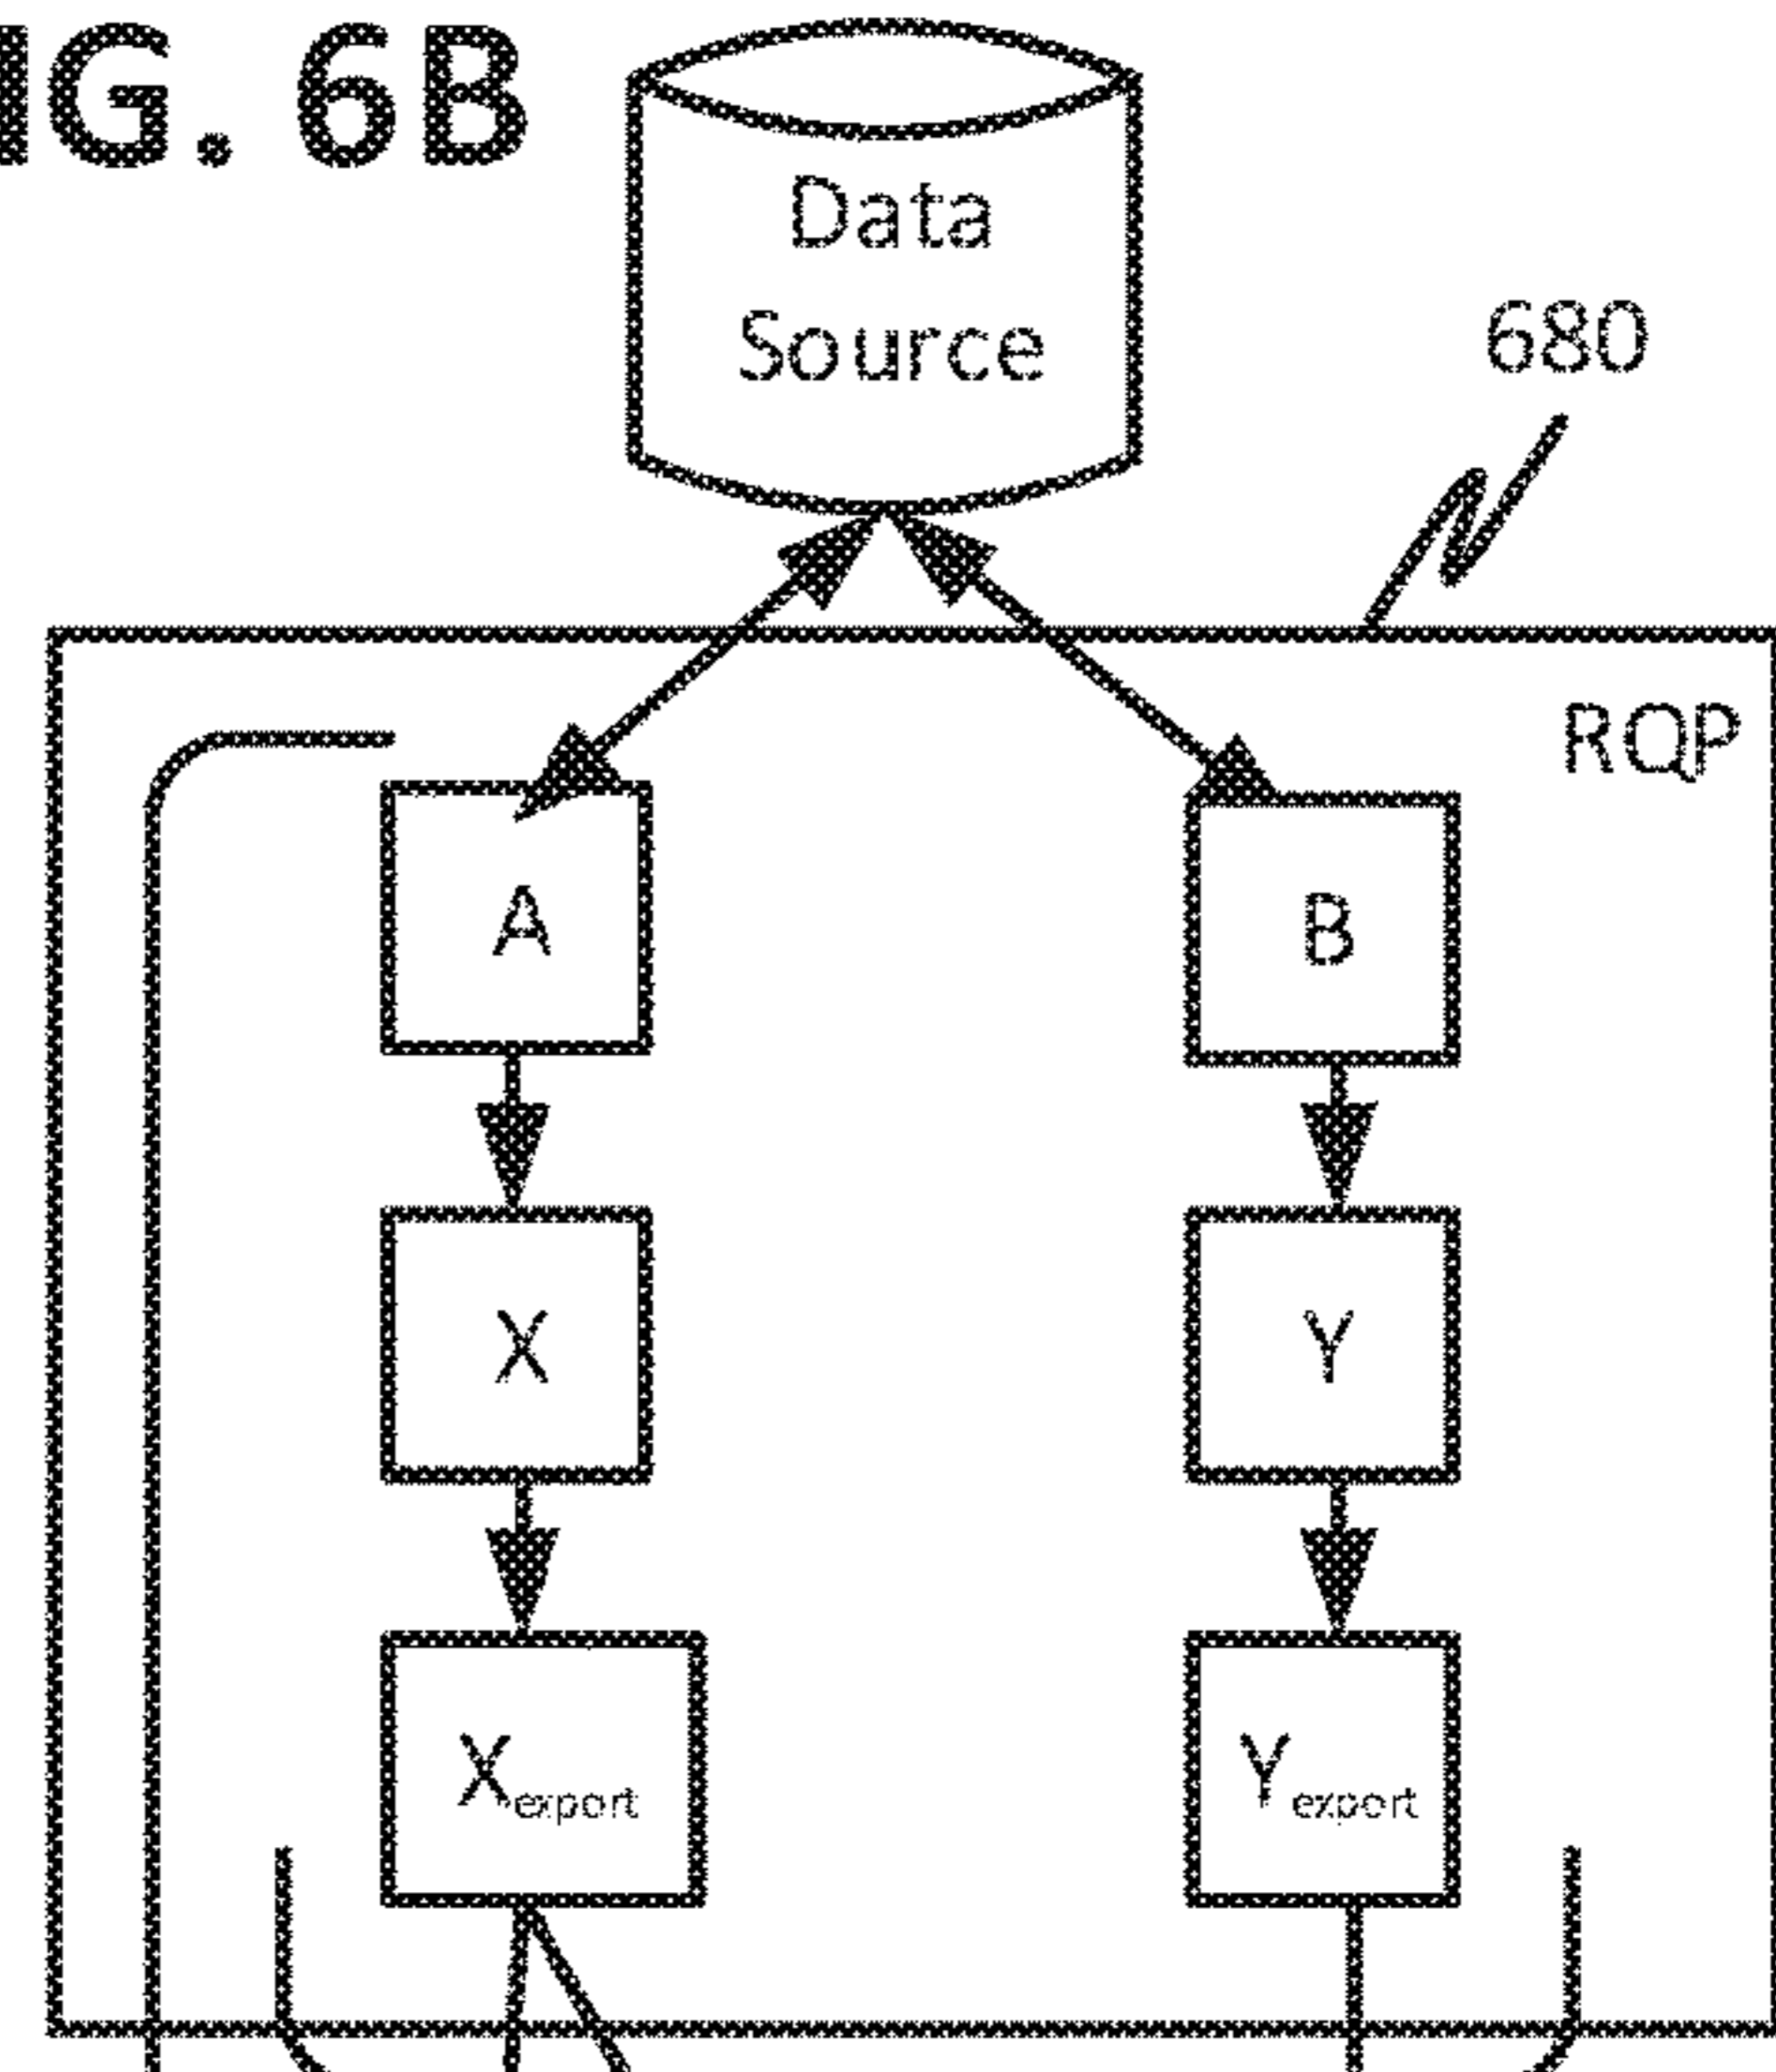 IG. 6B
Data
Source
680
RQP
A
B
X
Y
Xexport
Yexport